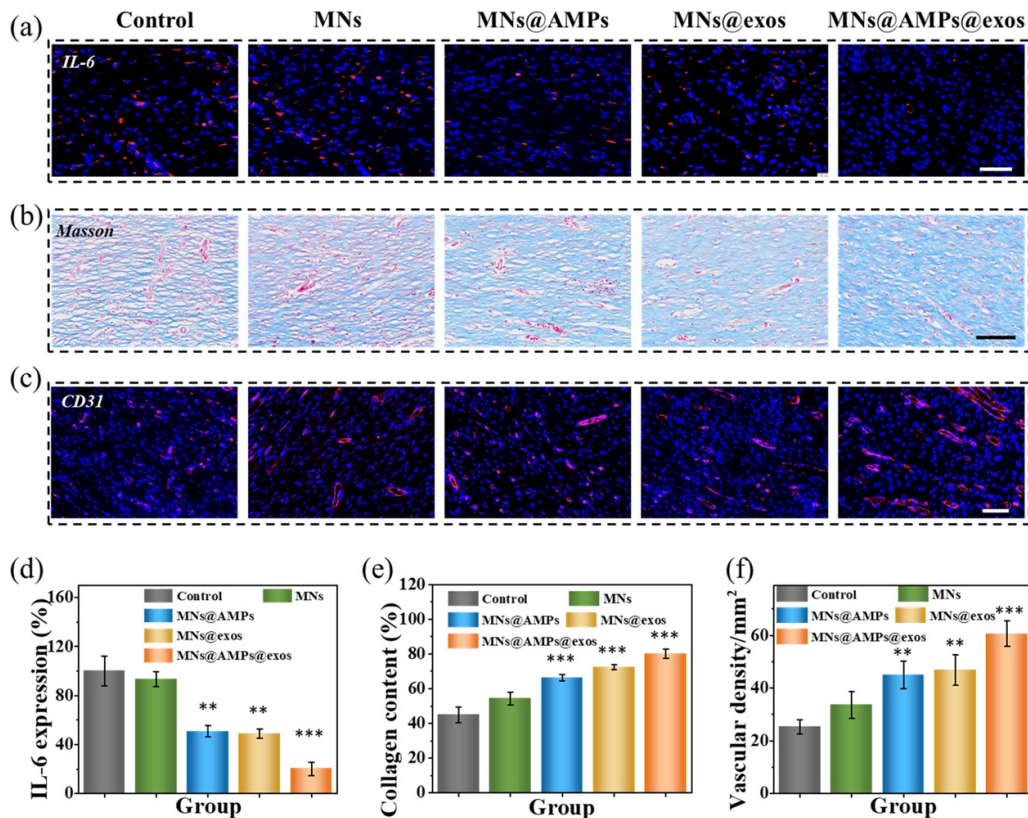 Control MNs MNs@AMPs MNs@exos MNs@AMPs@exos
(a)
IL-6
(b)
Masson
(c)
CD31
(d)
IL-6 expression (%)
160
120
80
40
0
Control MNs
MNs@AMPs
MNs@exos
MNs@AMPs@exos
** ** ***
Group
(e)
Collagen content (%)
120
100
80
60
40
20
0
Control MNs
MNs@AMPs MNs@exos
MNs@AMPs@exos
*** *** ***
Group
(f)
Vascular density/mm²
80
60
40
20
0
Control MNs
MNs@AMPs MNs@exos
MNs@AMPs@exos
** ** ***
Group